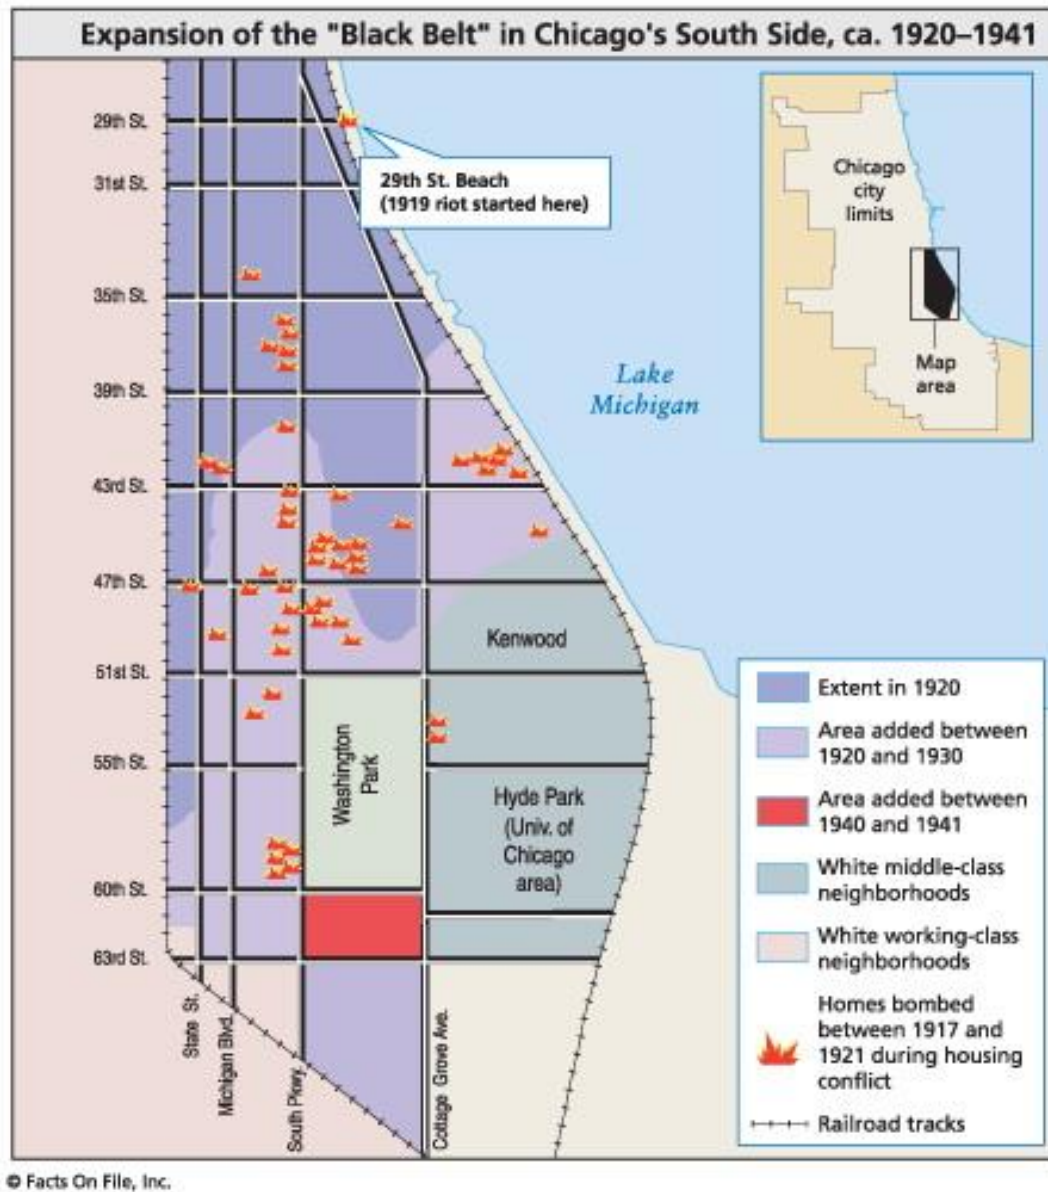 Expansion of the "Black Belt" in Chicago's South Side, ca. 1920–1941
29th St.
31st St.
35th St.
39th St.
43rd St.
47th St.
51st St.
55th St.
60th St.
63rd St.
29th St. Beach
(1919 riot started here)
Lake
Michigan
Chicago
city
limits
Map
area
Kenwood
Washington
Park
Hyde Park
(Univ. of
Chicago
area)
State St.
Michigan Blvd.
South Pkwy.
Cottage Grove Ave.
Extent in 1920
Area added between
1920 and 1930
Area added between
1940 and 1941
White middle-class
neighborhoods
White working-class
neighborhoods
Homes bombed
between 1917 and
1921 during housing
conflict
Railroad tracks
© Facts On File, Inc.